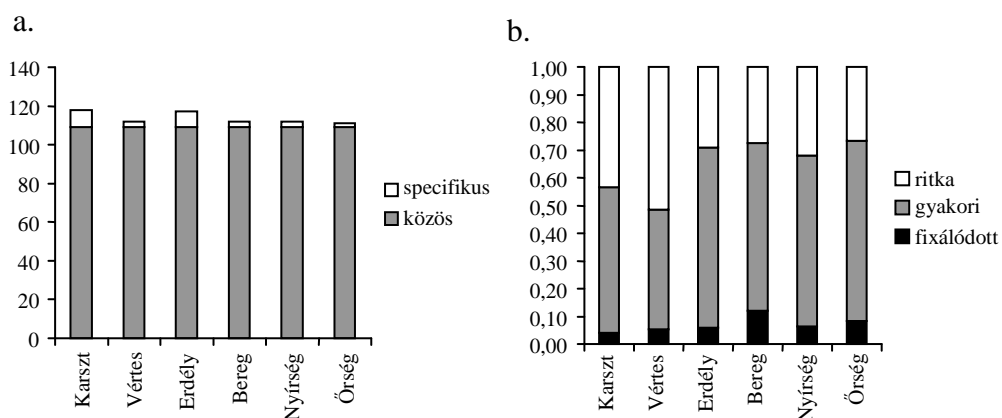 a.
140
120
100
80
60
40
20
0
Karszt
Vértes
Erdély
Bereg
Nyírség
Őrség
specifikus
közös
b.
1,00
0,90
0,80
0,70
0,60
0,50
0,40
0,30
0,20
0,10
0,00
Karszt
Vértes
Erdély
Bereg
Nyírség
Őrség
ritka
gyakori
fixálódott